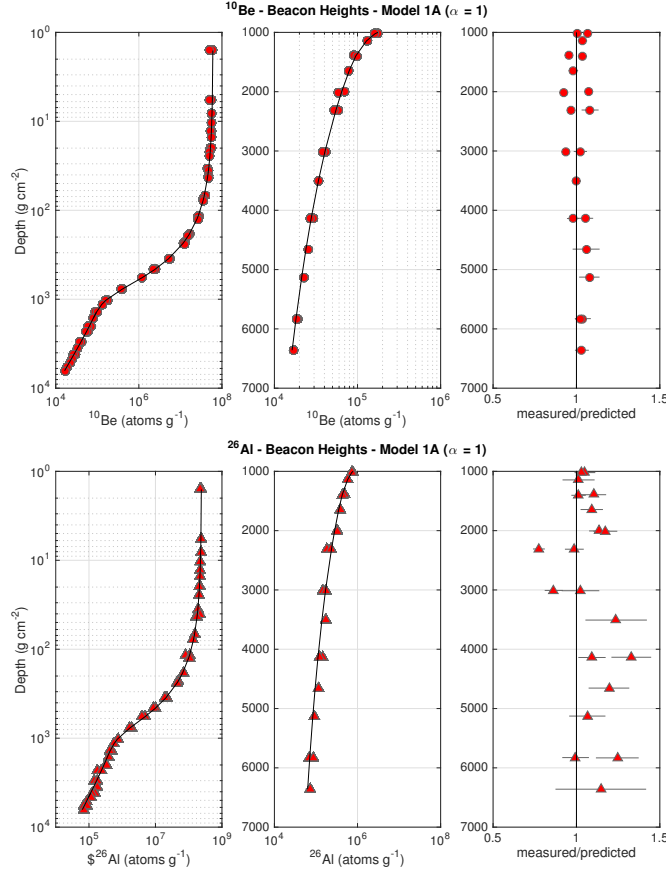 ¹⁰Be - Beacon Heights - Model 1A (α = 1)
10⁰
10¹
10²
10³
10⁴
Depth (g cm⁻²)
10⁴ 10⁶ 10⁸
¹⁰Be (atoms g⁻¹)
1000
2000
3000
4000
5000
6000
7000
10⁴ 10⁵ 10⁶
¹⁰Be (atoms g⁻¹)
1000
2000
3000
4000
5000
6000
7000
0.5 1 1.5
measured/predicted
²⁶Al - Beacon Heights - Model 1A (α = 1)
10⁰
10¹
10²
10³
10⁴
Depth (g cm⁻²)
10⁵ 10⁷ 10⁹
$²⁶Al (atoms g⁻¹)
1000
2000
3000
4000
5000
6000
7000
10⁴ 10⁶ 10⁸
²⁶Al (atoms g⁻¹)
1000
2000
3000
4000
5000
6000
7000
0.5 1 1.5
measured/predicted